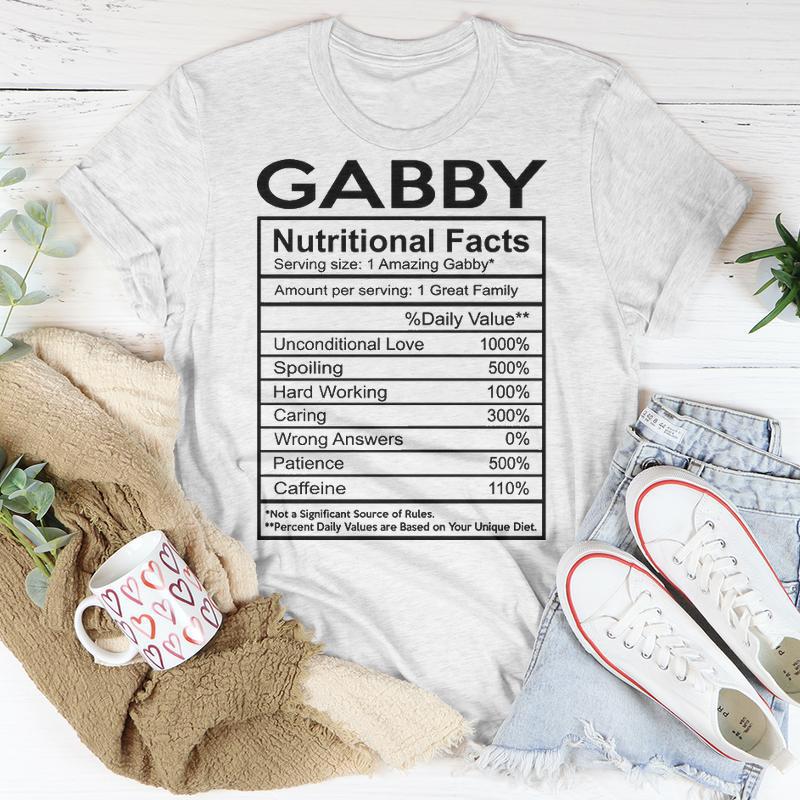 GABBY
Nutritional Facts
Serving size: 1 Amazing Gabby*
Amount per serving: 1 Great Family
%Daily Value**
Unconditional Love 1000%
Spoiling 500%
Hard Working 100%
Caring 300%
Wrong Answers 0%
Patience 500%
Caffeine 110%
*Not a Significant Source of Rules.
**Percent Daily Values are Based on Your Unique Diet.